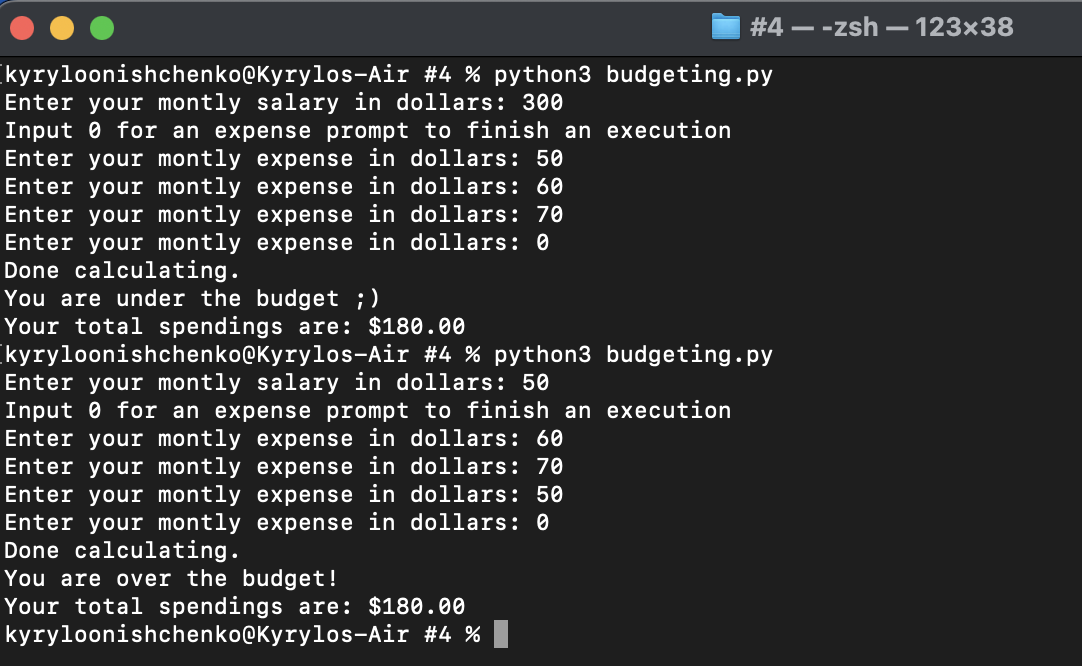 #4 — -zsh — 123×38
kyryloonishchenko@Kyrylos-Air #4 % python3 budgeting.py
Enter your montly salary in dollars: 300
Input 0 for an expense prompt to finish an execution
Enter your montly expense in dollars: 50
Enter your montly expense in dollars: 60
Enter your montly expense in dollars: 70
Enter your montly expense in dollars: 0
Done calculating.
You are under the budget ;)
Your total spendings are: $180.00
kyryloonishchenko@Kyrylos-Air #4 % python3 budgeting.py
Enter your montly salary in dollars: 50
Input 0 for an expense prompt to finish an execution
Enter your montly expense in dollars: 60
Enter your montly expense in dollars: 70
Enter your montly expense in dollars: 50
Enter your montly expense in dollars: 0
Done calculating.
You are over the budget!
Your total spendings are: $180.00
kyryloonishchenko@Kyrylos-Air #4 %